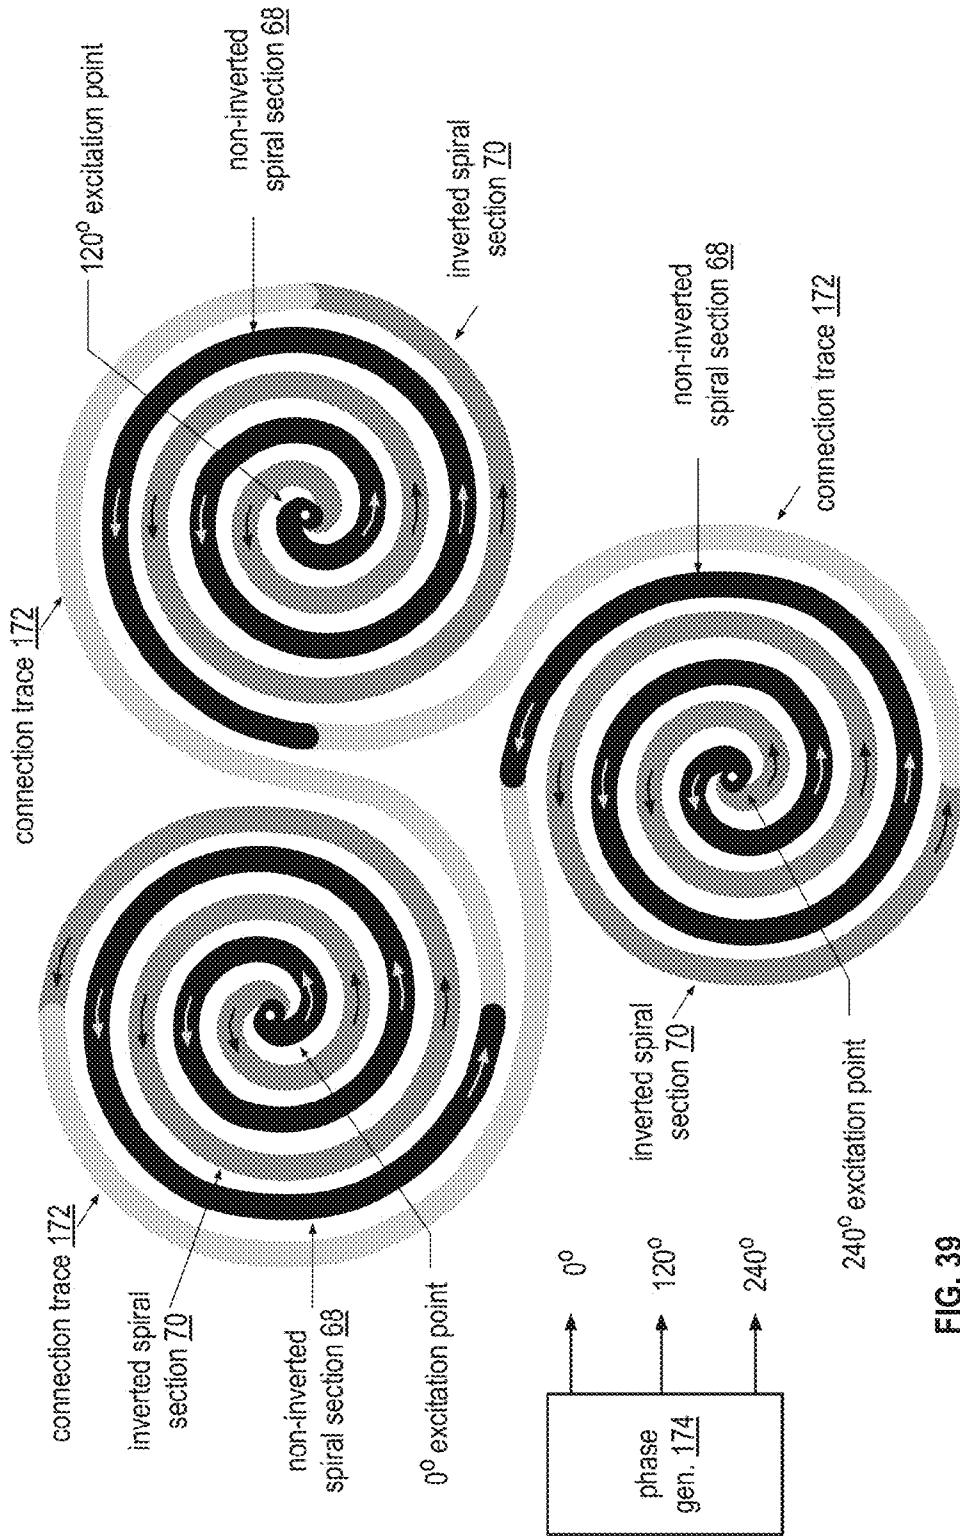 connection trace 172
inverted spiral
section 70
non-inverted
spiral section 68
0° excitation point
connection trace 172
120° excitation point
non-inverted
spiral section 68
inverted spiral
section 70
non-inverted
spiral section 68
connection trace 172
inverted spiral
section 70
240° excitation point
phase
gen. 174
0°
120°
240°
FIG. 39